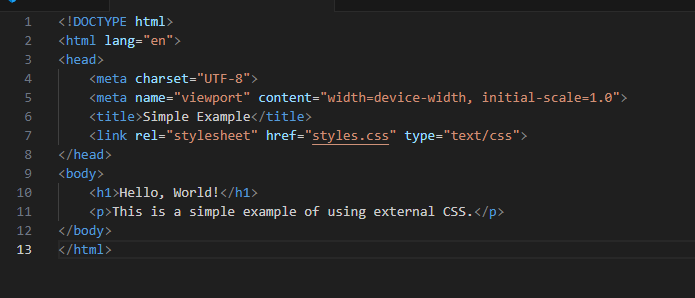 1 <!DOCTYPE html>
2 <html lang="en">
3 <head>
4     <meta charset="UTF-8">
5     <meta name="viewport" content="width=device-width, initial-scale=1.0">
6     <title>Simple Example</title>
7     <link rel="stylesheet" href="styles.css" type="text/css">
8 </head>
9 <body>
10     <h1>Hello, World!</h1>
11     <p>This is a simple example of using external CSS.</p>
12 </body>
13 </html>